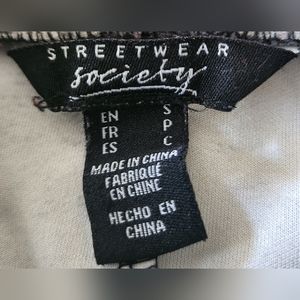 STREETWEAR
society
EN S
FR P
ES C
MADE IN CHINA
FABRIQUÉ
EN CHINE
HECHO EN
CHINA